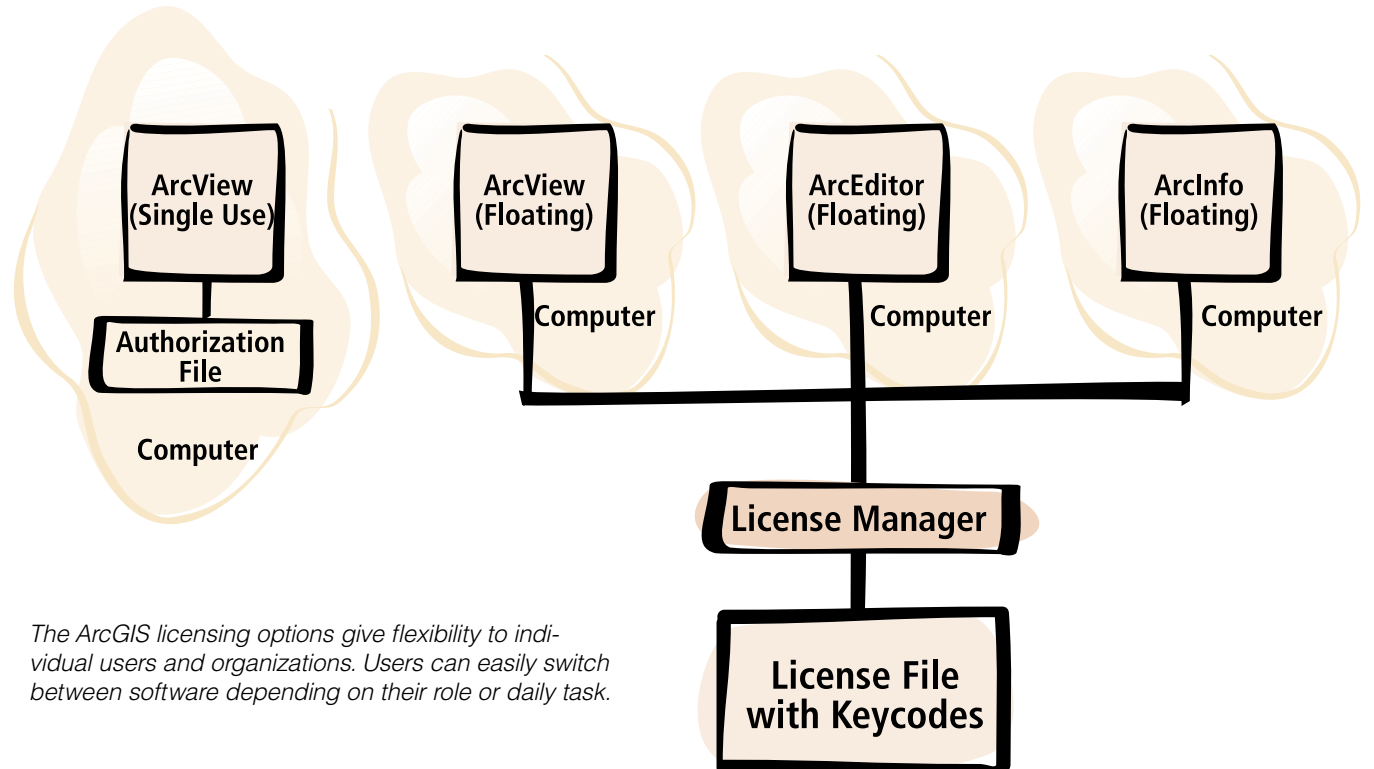 ArcView
(Single Use)
Authorization
File
Computer
ArcView
(Floating)
Computer
ArcEditor
(Floating)
Computer
ArcInfo
(Floating)
Computer
License Manager
License File
with Keycodes
The ArcGIS licensing options give flexibility to indi-
vidual users and organizations. Users can easily switch
between software depending on their role or daily task.